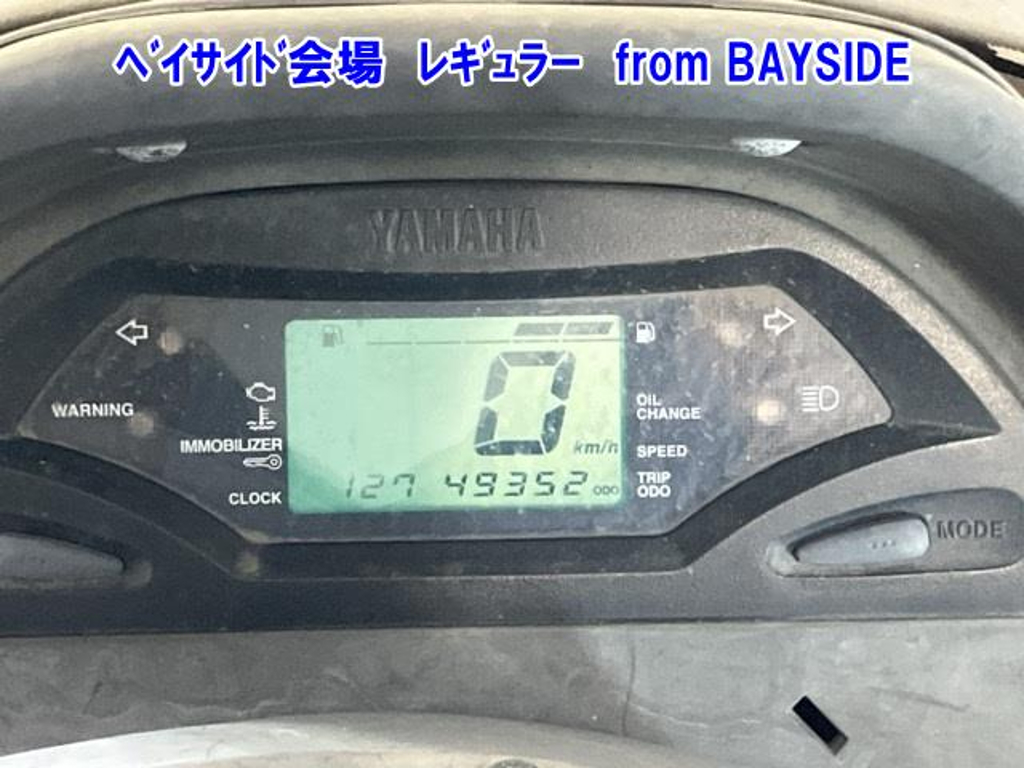 ﾍﾞｲサイﾄﾞ会場 レｷﾞュラー from BAYSIDE
YAMAHA
0
km/h
WARNING
OIL CHANGE
IMMOBILIZER
SPEED
CLOCK
127 49352 ODO
TRIP
ODO
MODE